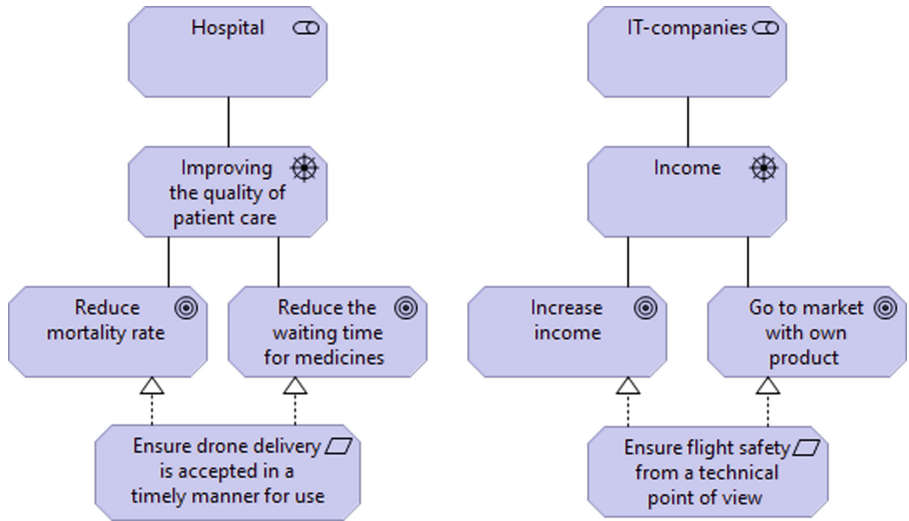 Hospital
IT-companies
Improving
the quality of
patient care
Income
Reduce
mortality rate
Reduce the
waiting time
for medicines
Increase
income
Go to market
with own
product
Ensure drone delivery
is accepted in a
timely manner for use
Ensure flight safety
from a technical
point of view